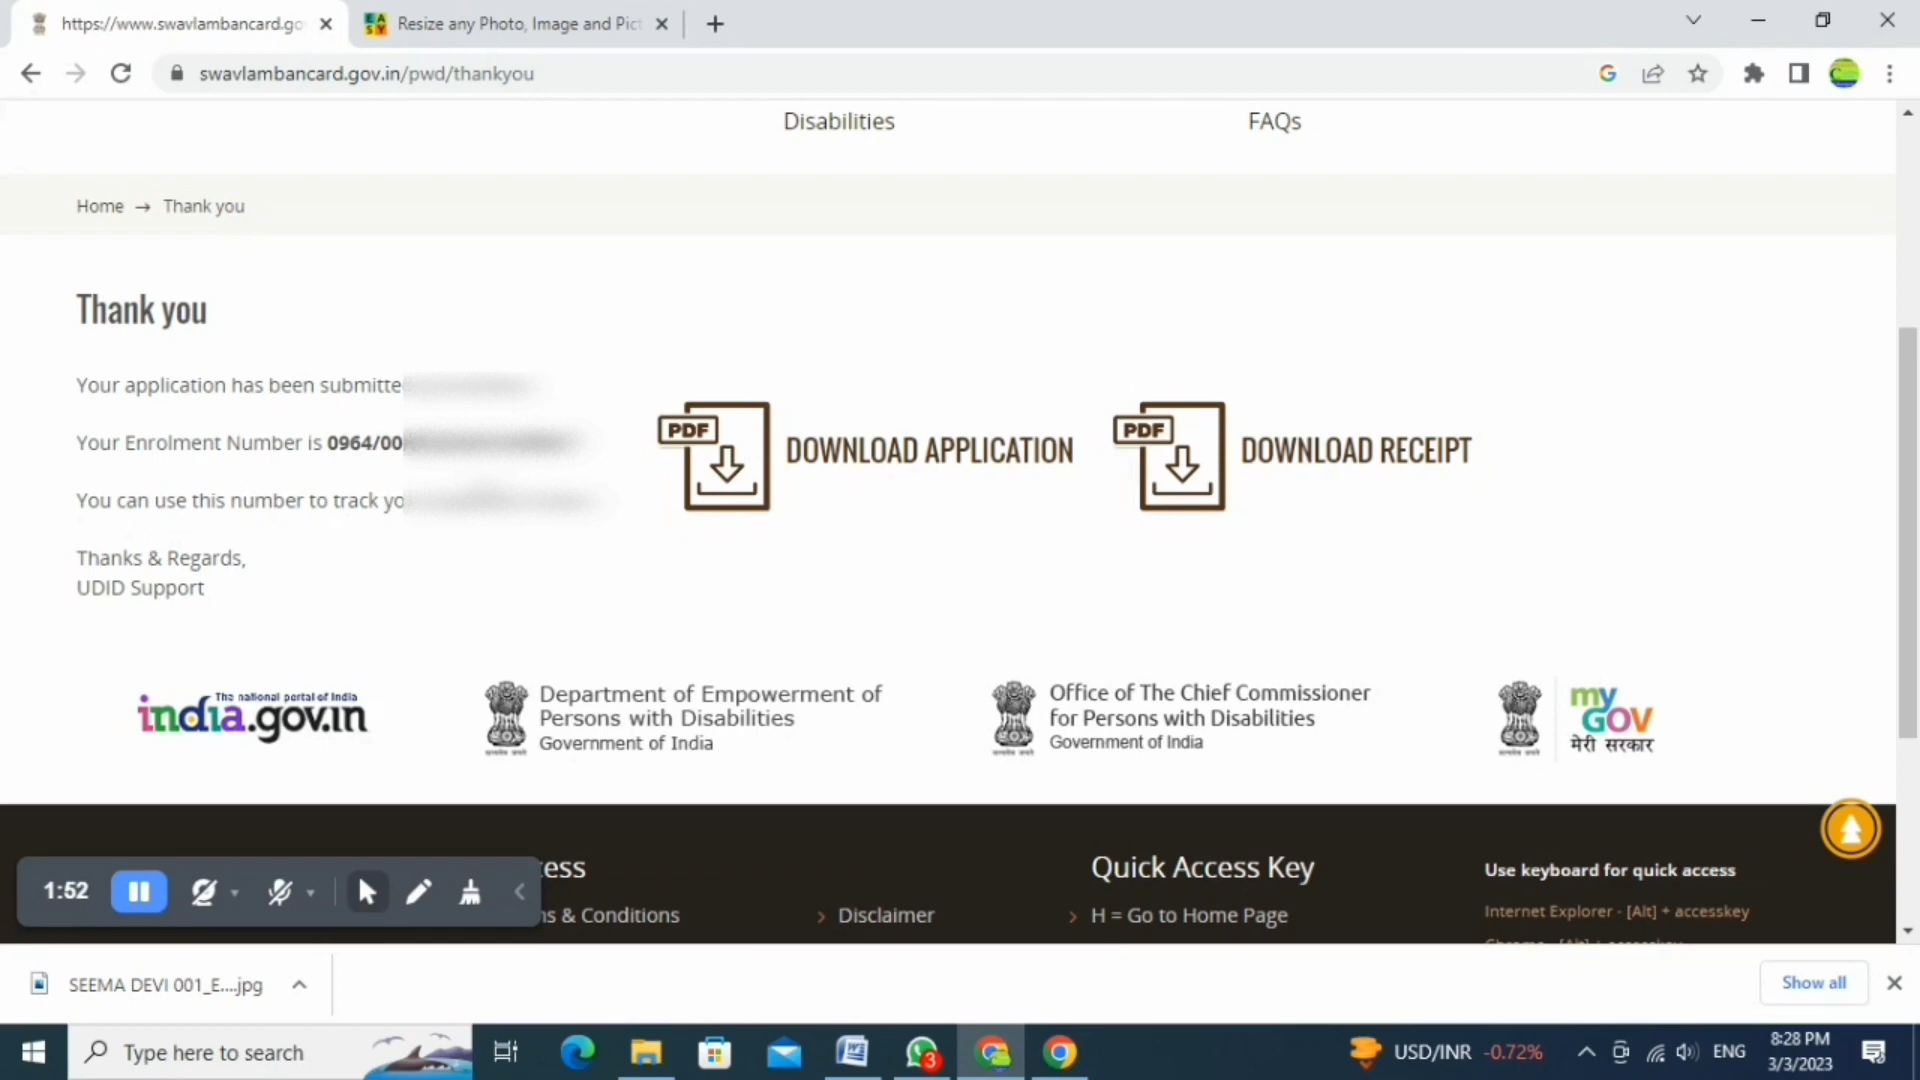 https://www.swavlambancard.go
Resize any Photo, Image and Pict
swavlambancard.gov.in/pwd/thankyou
Disabilities
FAQs
Home → Thank you
Thank you
Your application has been submitte
Your Enrolment Number is 0964/00
You can use this number to track yo
Thanks & Regards,
UDID Support
PDF
DOWNLOAD APPLICATION
PDF
DOWNLOAD RECEIPT
The national portal of India
india.gov.in
Department of Empowerment of
Persons with Disabilities
Government of India
Office of The Chief Commissioner
for Persons with Disabilities
Government of India
my
GOV
मेरी सरकार
cess
Quick Access Key
Use keyboard for quick access
1:52
ns & Conditions
Disclaimer
H = Go to Home Page
Internet Explorer - [Alt] + accesskey
SEEMA DEVI 001_E....jpg
Show all
Type here to search
3
USD/INR -0.72%
ENG
8:28 PM
3/3/2023